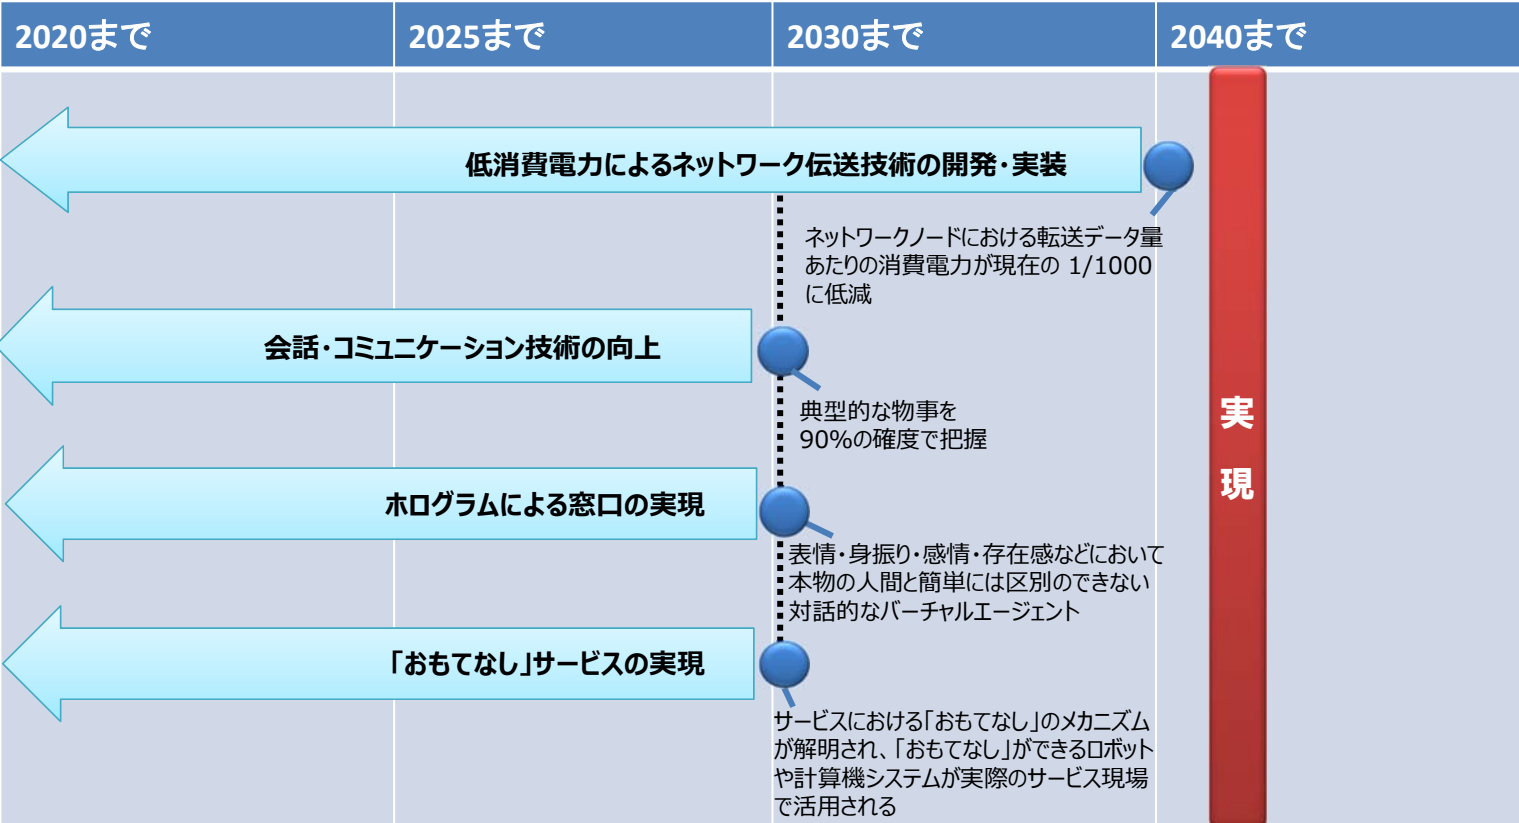 2020まで
2025まで
2030まで
2040まで
低消費電力によるネットワーク伝送技術の開発・実装
ネットワークノードにおける転送データ量
あたりの消費電力が現在の 1/1000
に低減
会話・コミュニケーション技術の向上
典型的な物事を
90%の確度で把握
ホログラムによる窓口の実現
表情・身振り・感情・存在感などにおいて
本物の人間と簡単には区別のできない
対話的なバーチャルエージェント
「おもてなし」サービスの実現
サービスにおける「おもてなし」のメカニズム
が解明され、「おもてなし」ができるロボット
や計算機システムが実際のサービス現場
で活用される
実
現